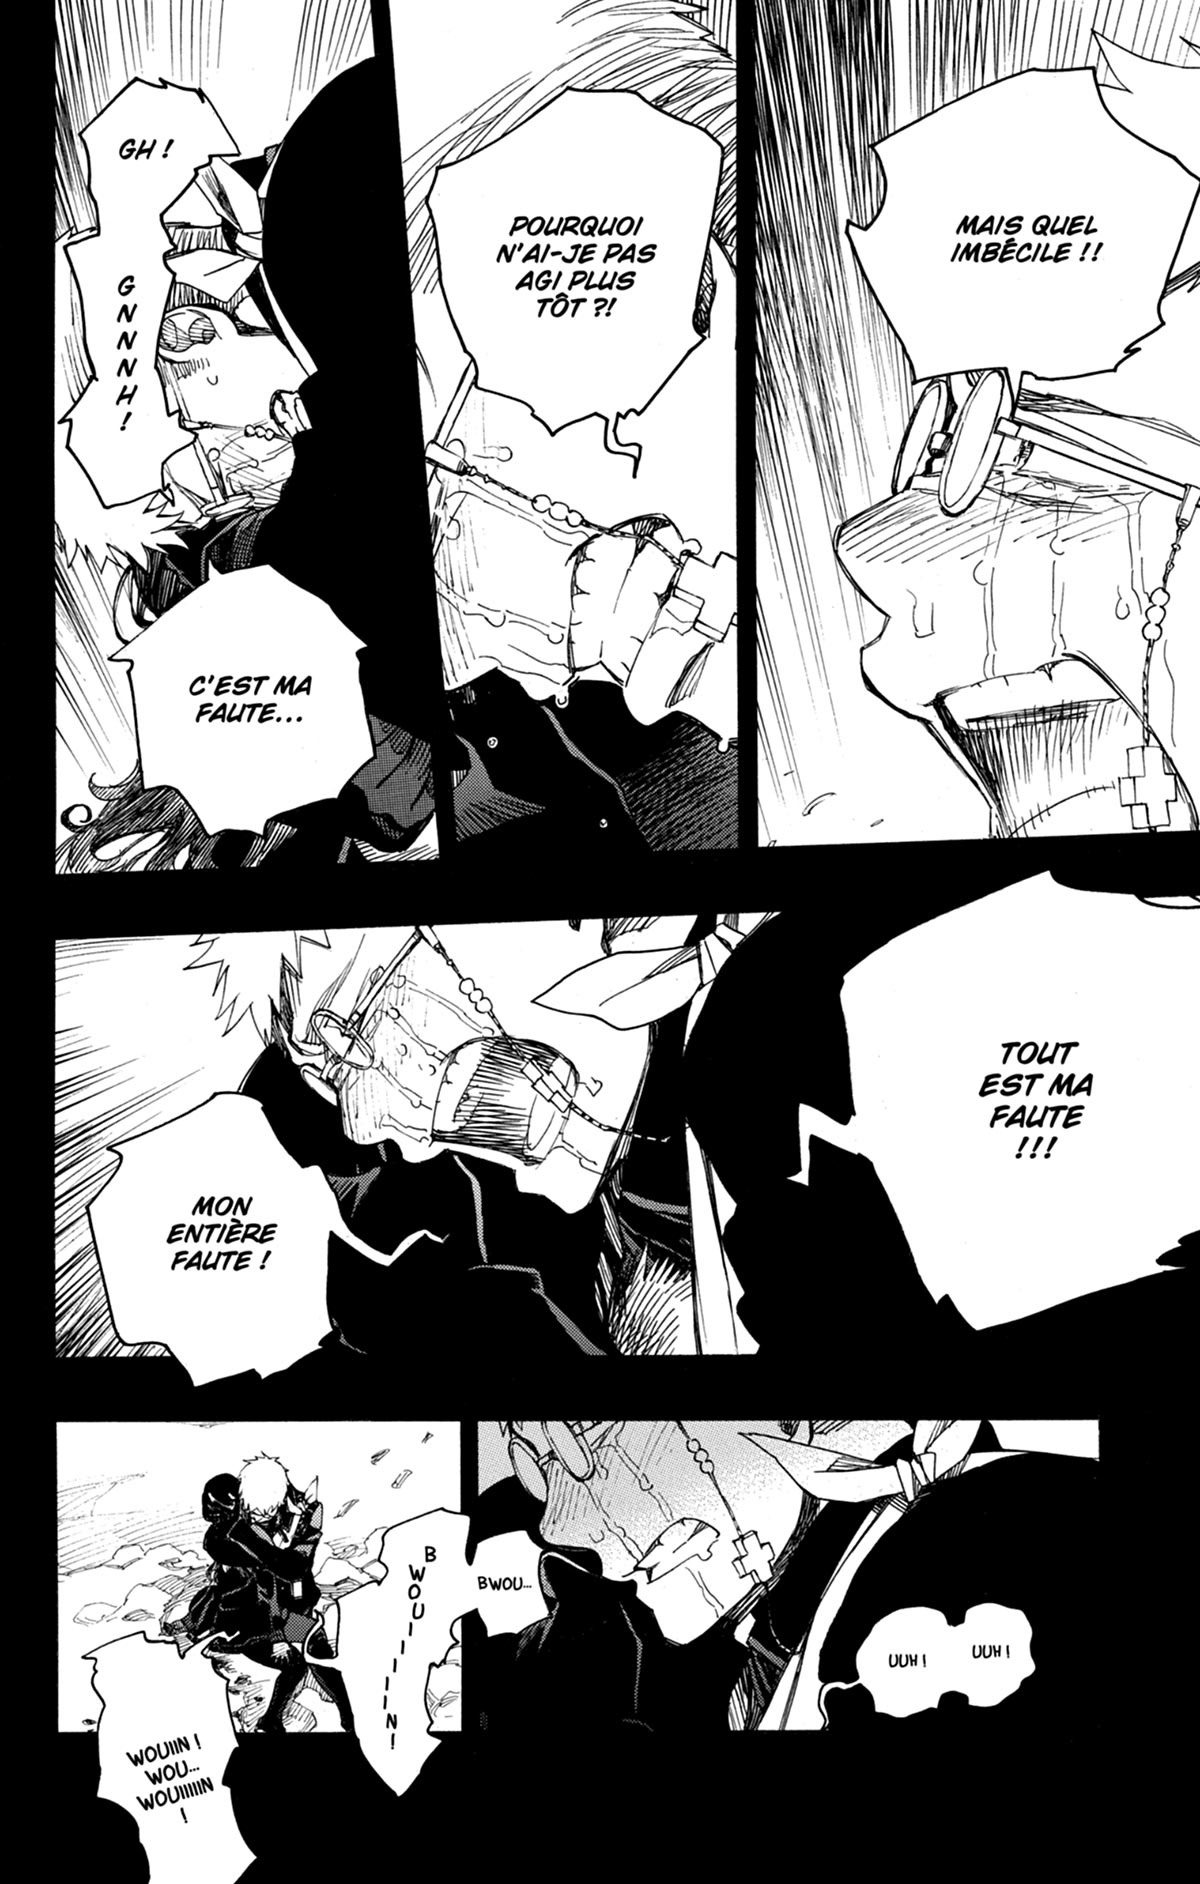 MAIS QUEL
IMBÉCILE !!
POURQUOI
N'AI-JE PAS
AGI PLUS
TÔT ?!
GH !
GNNNH !
C'EST MA
FAUTE...
TOUT
EST MA
FAUTE
!!!
MON
ENTIÈRE
FAUTE !
UUH !
UUH !
BWOU...
BWOUIIIIIN !
WOUIIN !
WOU...
WOUIIIIIN
!